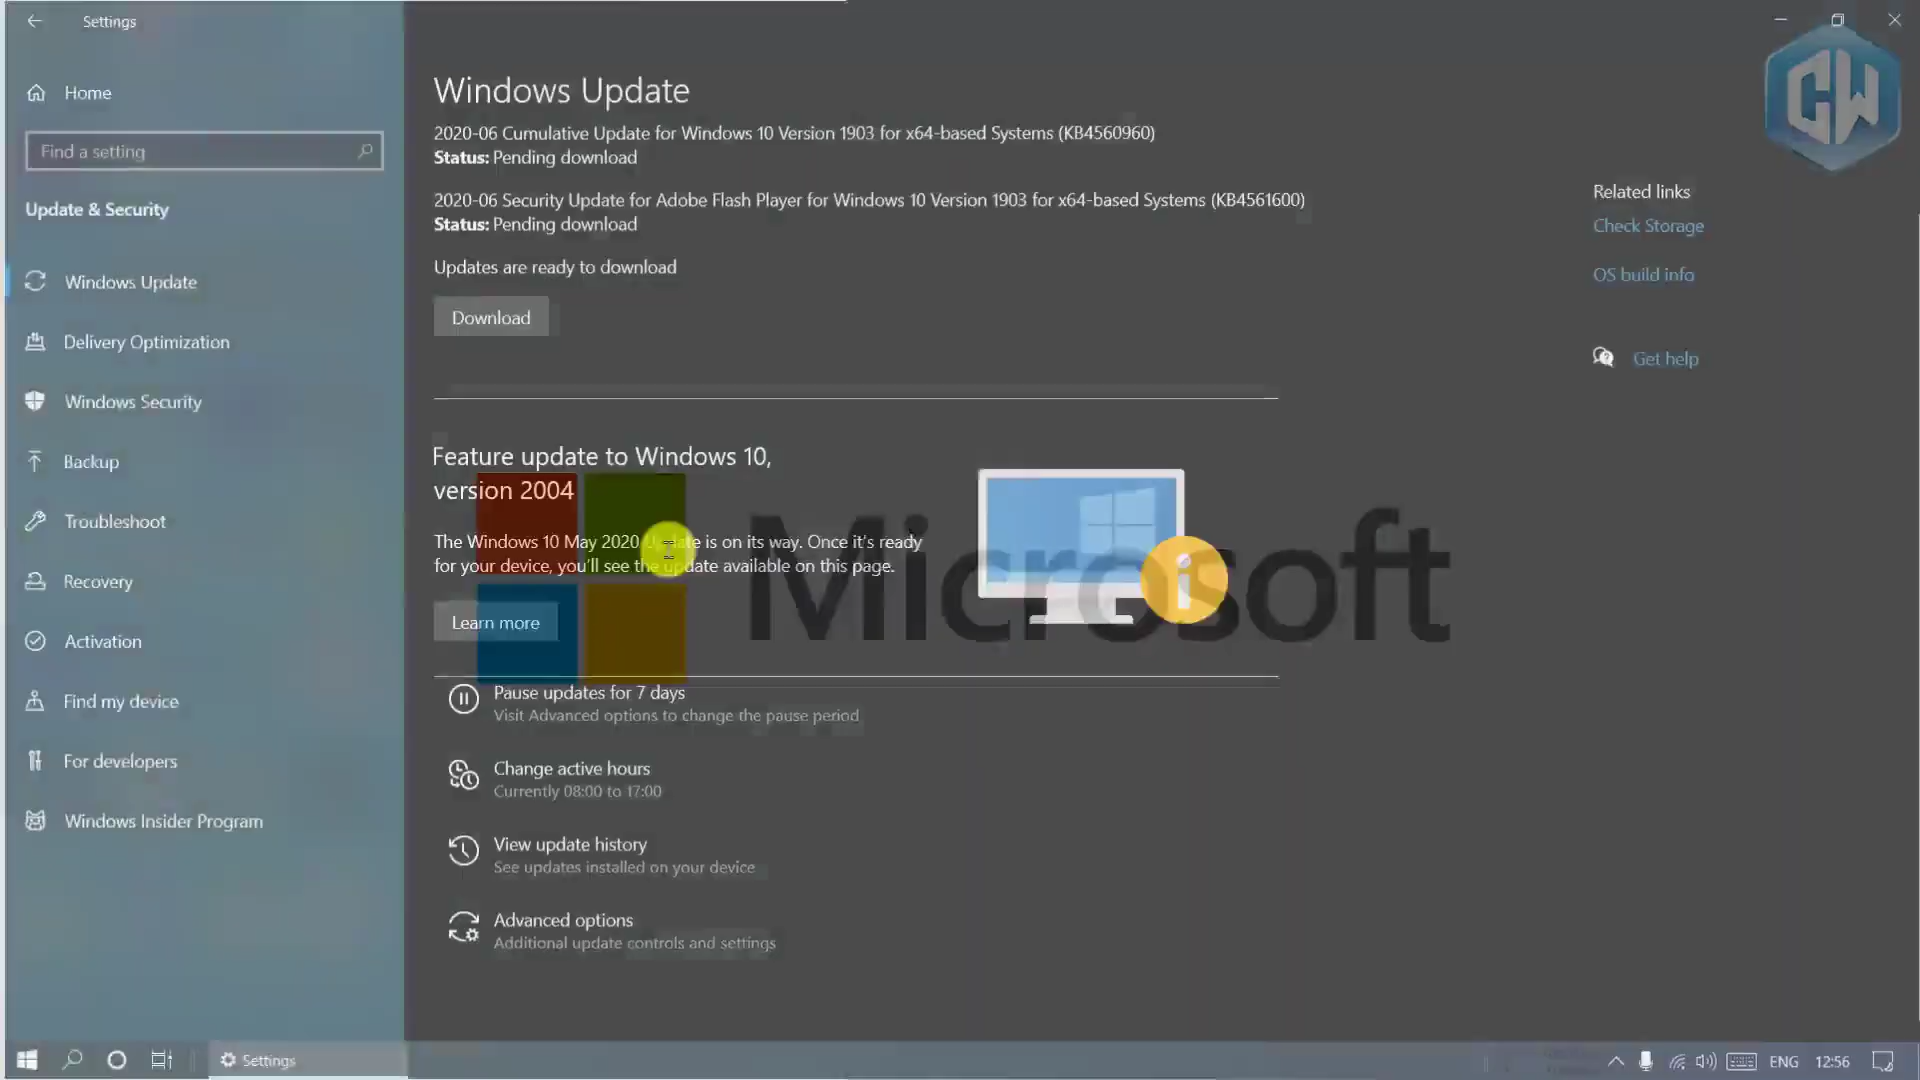 Settings
Home
Find a setting
Update & Security
Windows Update
Delivery Optimization
Windows Security
Backup
Troubleshoot
Recovery
Activation
Find my device
For developers
Windows Insider Program
Windows Update
2020-06 Cumulative Update for Windows 10 Version 1903 for x64-based Systems (KB4560960)
Status: Pending download
2020-06 Security Update for Adobe Flash Player for Windows 10 Version 1903 for x64-based Systems (KB4561600)
Status: Pending download
Updates are ready to download
Download
Feature update to Windows 10,
version 2004
The Windows 10 May 2020 Update is on its way. Once it's ready
for your device, you'll see the update available on this page.
Learn more
Microsoft
Pause updates for 7 days
Visit Advanced options to change the pause period
Change active hours
Currently 08:00 to 17:00
View update history
See updates installed on your device
Advanced options
Additional update controls and settings
CW
Related links
Check Storage
OS build info
Get help
Settings
ENG
12:56